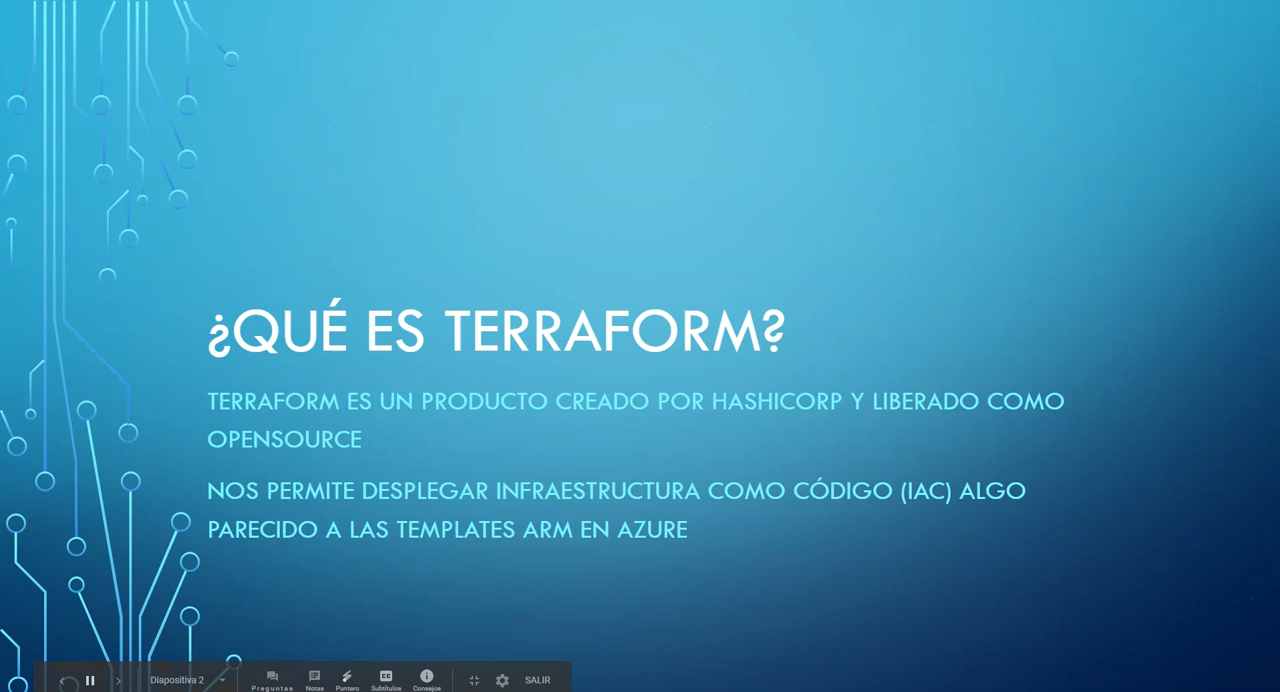 ¿QUÉ ES TERRAFORM?
TERRAFORM ES UN PRODUCTO CREADO POR HASHICORP Y LIBERADO COMO
OPENSOURCE
NOS PERMITE DESPLEGAR INFRAESTRUCTURA COMO CÓDIGO (IAC) ALGO
PARECIDO A LAS TEMPLATES ARM EN AZURE
Diapositiva 2
Preguntas
Notas
Puntero
CC
Subtítulos
Consejos
SALIR